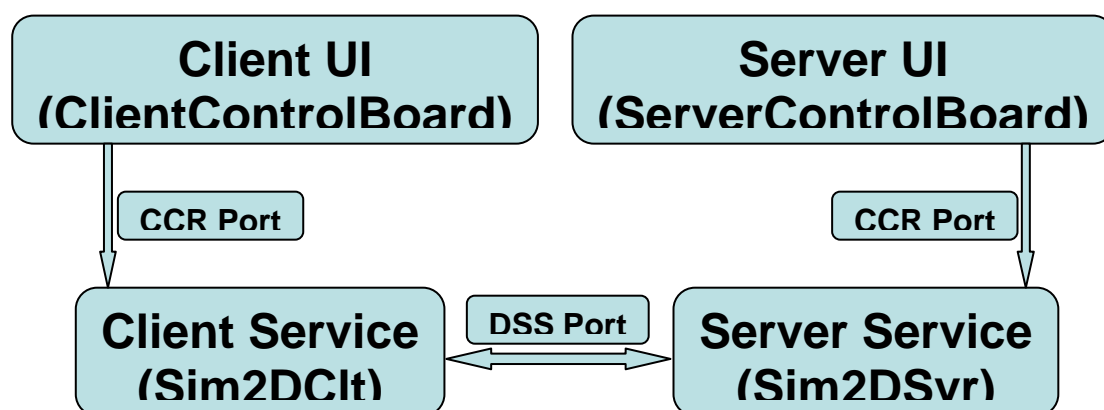 Client UI
(ClientControlBoard)
Server UI
(ServerControlBoard)
CCR Port
CCR Port
Client Service
(Sim2DClt)
DSS Port
Server Service
(Sim2DSvr)